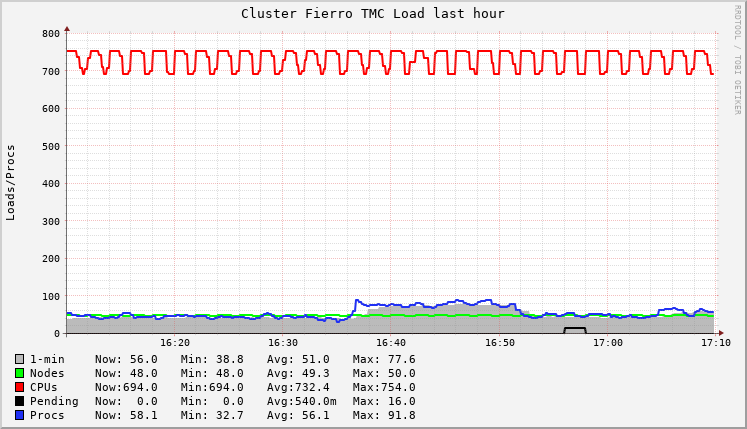 Cluster Fierro TMC Load last hour
RRDTOOL / TOBI OETIKER
Loads/Procs
800
700
600
500
400
300
200
100
0
16:20 16:30 16:40 16:50 17:00 17:10
1-min Now: 56.0 Min: 38.8 Avg: 51.0 Max: 77.6
Nodes Now: 48.0 Min: 48.0 Avg: 49.3 Max: 50.0
CPUs Now:694.0 Min:694.0 Avg:732.4 Max:754.0
Pending Now: 0.0 Min: 0.0 Avg:540.0m Max: 16.0
Procs Now: 58.1 Min: 32.7 Avg: 56.1 Max: 91.8